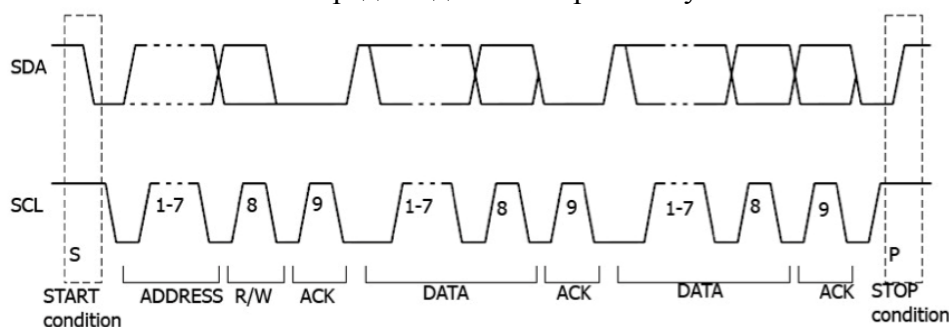 SDA
SCL
1-7 8 9 1-7 8 9 1-7 8 9
S P
START condition
ADDRESS R/W ACK DATA ACK DATA ACK
STOP condition